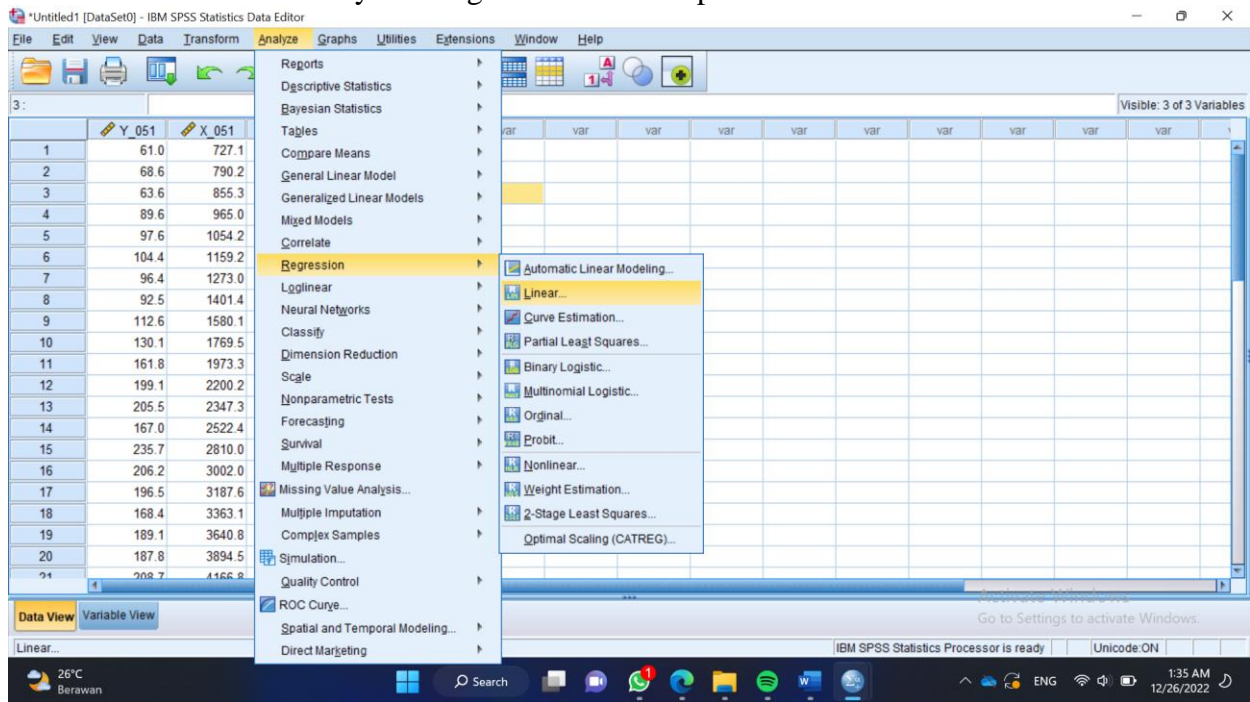 *Untitled1 [DataSet0] - IBM SPSS Statistics Data Editor
File Edit View Data Transform Analyze Graphs Utilities Extensions Window Help
3 :
Visible: 3 of 3 Variables
Y_051 X_051 var var var var var var var var var var
1 61.0 727.1
2 68.6 790.2
3 63.6 855.3
4 89.6 965.0
5 97.6 1054.2
6 104.4 1159.2
7 96.4 1273.0
8 92.5 1401.4
9 112.6 1580.1
10 130.1 1769.5
11 161.8 1973.3
12 199.1 2200.2
13 205.5 2347.3
14 167.0 2522.4
15 235.7 2810.0
16 206.2 3002.0
17 196.5 3187.6
18 168.4 3363.1
19 189.1 3640.8
20 187.8 3894.5
21 208.7 4166.8
Reports
Descriptive Statistics
Bayesian Statistics
Tables
Compare Means
General Linear Model
Generalized Linear Models
Mixed Models
Correlate
Regression
Loglinear
Neural Networks
Classify
Dimension Reduction
Scale
Nonparametric Tests
Forecasting
Survival
Multiple Response
Missing Value Analysis...
Multiple Imputation
Complex Samples
Simulation...
Quality Control
ROC Curve...
Spatial and Temporal Modeling...
Direct Marketing
Automatic Linear Modeling...
Linear...
Curve Estimation...
Partial Least Squares...
Binary Logistic...
Multinomial Logistic...
Ordinal...
Probit...
Nonlinear...
Weight Estimation...
2-Stage Least Squares...
Optimal Scaling (CATREG)...
Activate Windows
Go to Settings to activate Windows.
Data View Variable View
Linear...
IBM SPSS Statistics Processor is ready
Unicode:ON
26°C
Berawan
Search
ENG
1:35 AM
12/26/2022